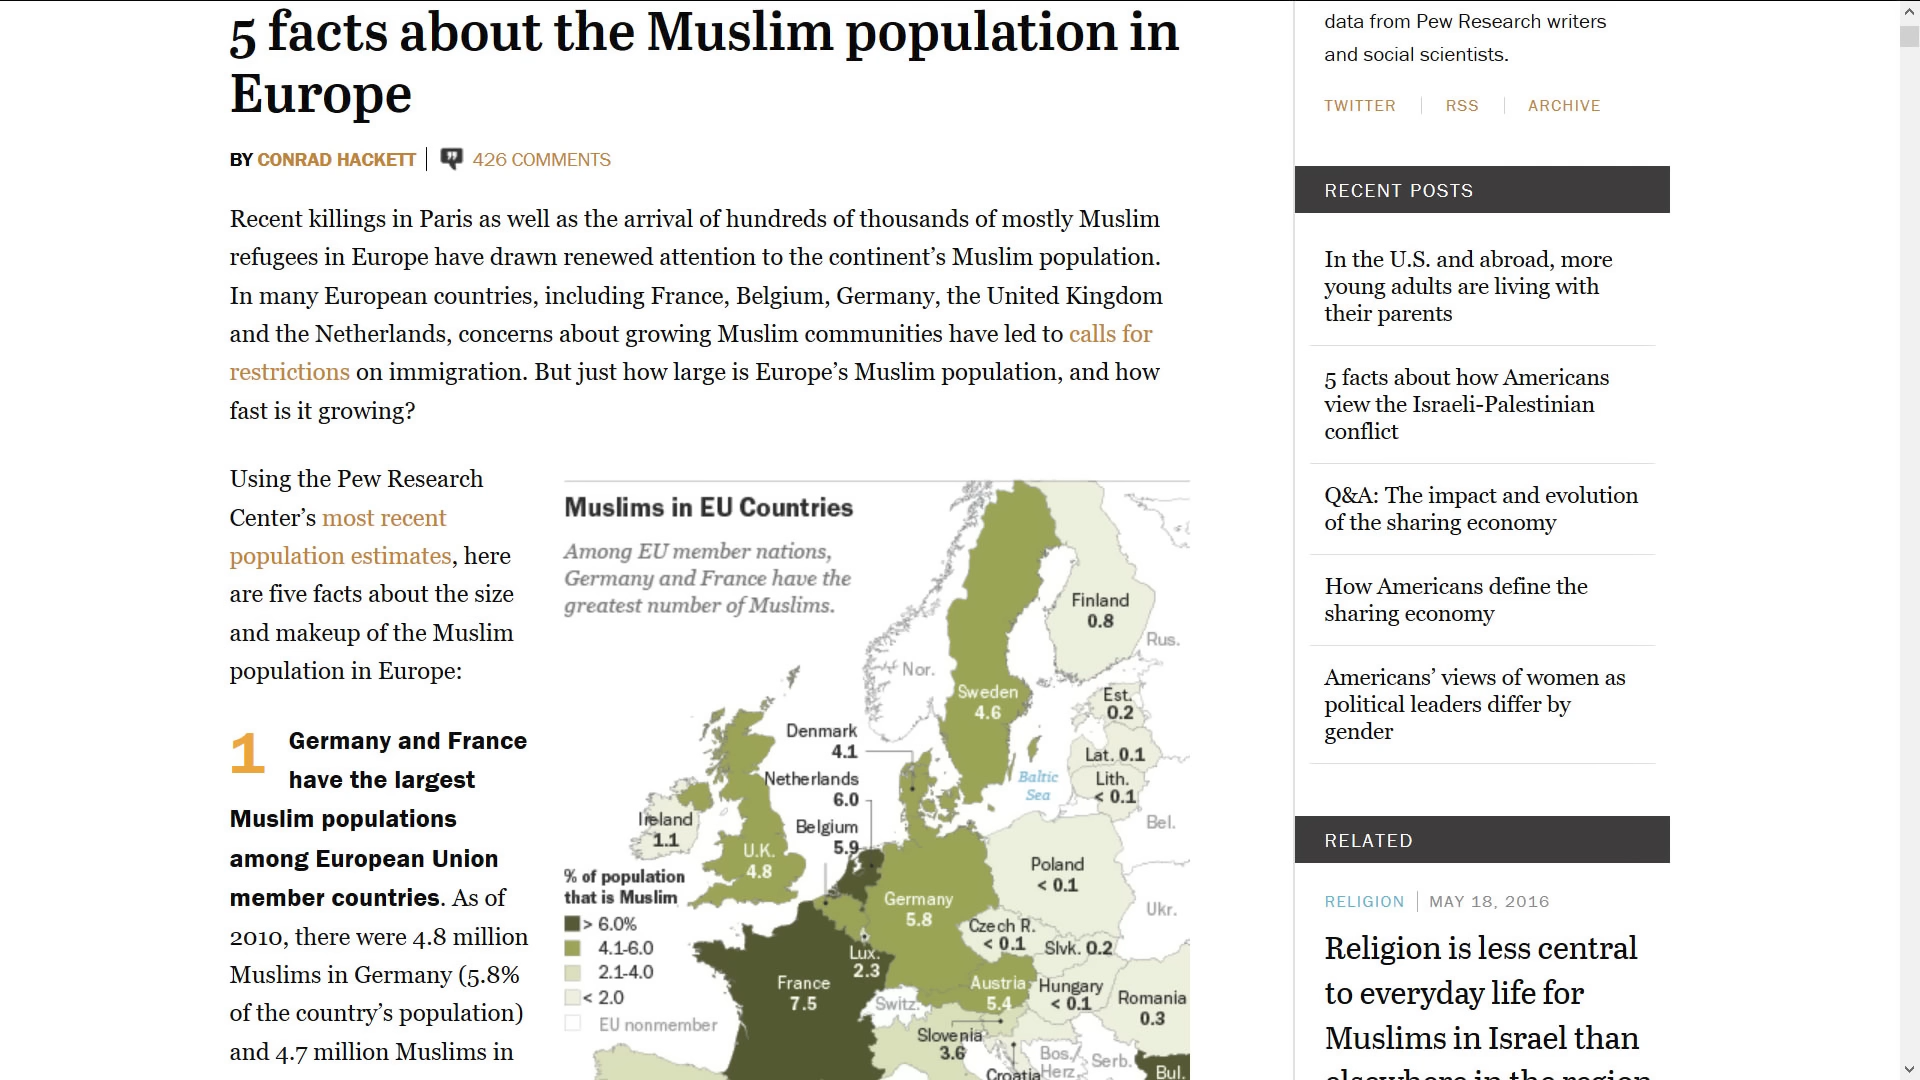 5 facts about the Muslim population in
Europe
BY CONRAD HACKETT
426 COMMENTS
Recent killings in Paris as well as the arrival of hundreds of thousands of mostly Muslim
refugees in Europe have drawn renewed attention to the continent’s Muslim population.
In many European countries, including France, Belgium, Germany, the United Kingdom
and the Netherlands, concerns about growing Muslim communities have led to calls for
restrictions on immigration. But just how large is Europe’s Muslim population, and how
fast is it growing?
Using the Pew Research
Center’s most recent
population estimates, here
are five facts about the size
and makeup of the Muslim
population in Europe:
1 Germany and France
have the largest
Muslim populations
among European Union
member countries. As of
2010, there were 4.8 million
Muslims in Germany (5.8%
of the country’s population)
and 4.7 million Muslims in
Muslims in EU Countries
Among EU member nations,
Germany and France have the
greatest number of Muslims.
Finland
0.8
Rus.
Nor.
Sweden
4.6
Est.
0.2
Denmark
4.1
Lat. 0.1
Baltic
Sea
Lith.
< 0.1
Netherlands
6.0
Bel.
Ireland
1.1
Belgium
5.9
U.K.
4.8
Poland
< 0.1
Germany
5.8
Ukr.
Czech R.
< 0.1
Slvk. 0.2
Lux.
2.3
France
7.5
Austria
5.4
Hungary
< 0.1
Romania
0.3
Switz.
Slovenia
3.6
Bos./
Herz.
Serb.
Croatia
Bul.
% of population
that is Muslim
> 6.0%
4.1-6.0
2.1-4.0
< 2.0
EU nonmember
data from Pew Research writers
and social scientists.
TWITTER
RSS
ARCHIVE
RECENT POSTS
In the U.S. and abroad, more
young adults are living with
their parents
5 facts about how Americans
view the Israeli-Palestinian
conflict
Q&A: The impact and evolution
of the sharing economy
How Americans define the
sharing economy
Americans’ views of women as
political leaders differ by
gender
RELATED
RELIGION
MAY 18, 2016
Religion is less central
to everyday life for
Muslims in Israel than
elsewhere in the region